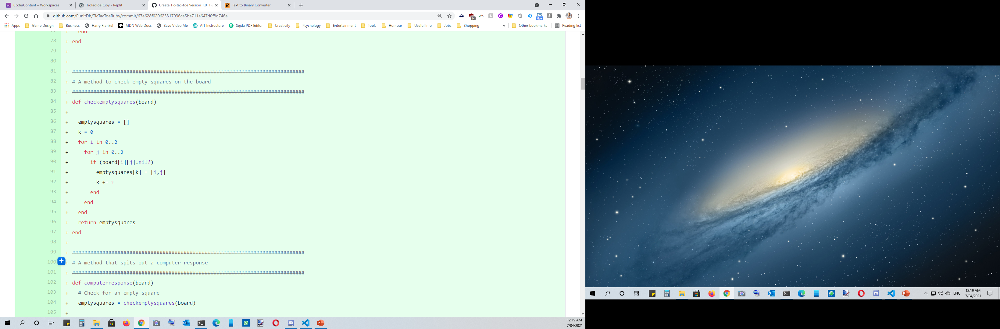 CoderContent – Workspaces
TicTacToeRuby - Replit
Create Tic-tac-toe Version 1.0, 1-
Text to Binary Converter
github.com/PunitDh/TicTacToeRuby/commit/67e628f020623317936ca5ba711a647d0f8d746a
14
New
Apps Game Design Business Harry Frankel MDN Web Docs Save Video Me AIT Instructure Sejda PDF Editor Creativity Psychology Entertainment Tools Humour Useful Info Jobs Shopping » Other bookmarks Reading list
77 + end
78 + end
79 +
80 +
81 + #############################################################################
82 + # A method to check empty squares on the board
83 + #############################################################################
84 + def checkemptysquares(board)
85 +
86 + emptysquares = []
87 + k = 0
88 + for i in 0..2
89 + for j in 0..2
90 + if (board[i][j].nil?)
91 + emptysquares[k] = [i,j]
92 + k += 1
93 + end
94 + end
95 + end
96 + return emptysquares
97 + end
98 +
99 + #############################################################################
100 + # A method that spits out a computer response
101 + #############################################################################
102 + def computerresponse(board)
103 + # Check for an empty square
104 + emptysquares = checkemptysquares(board)
105 +
12:19 AM
7/04/2021
ENG
12:19 AM
7/04/2021